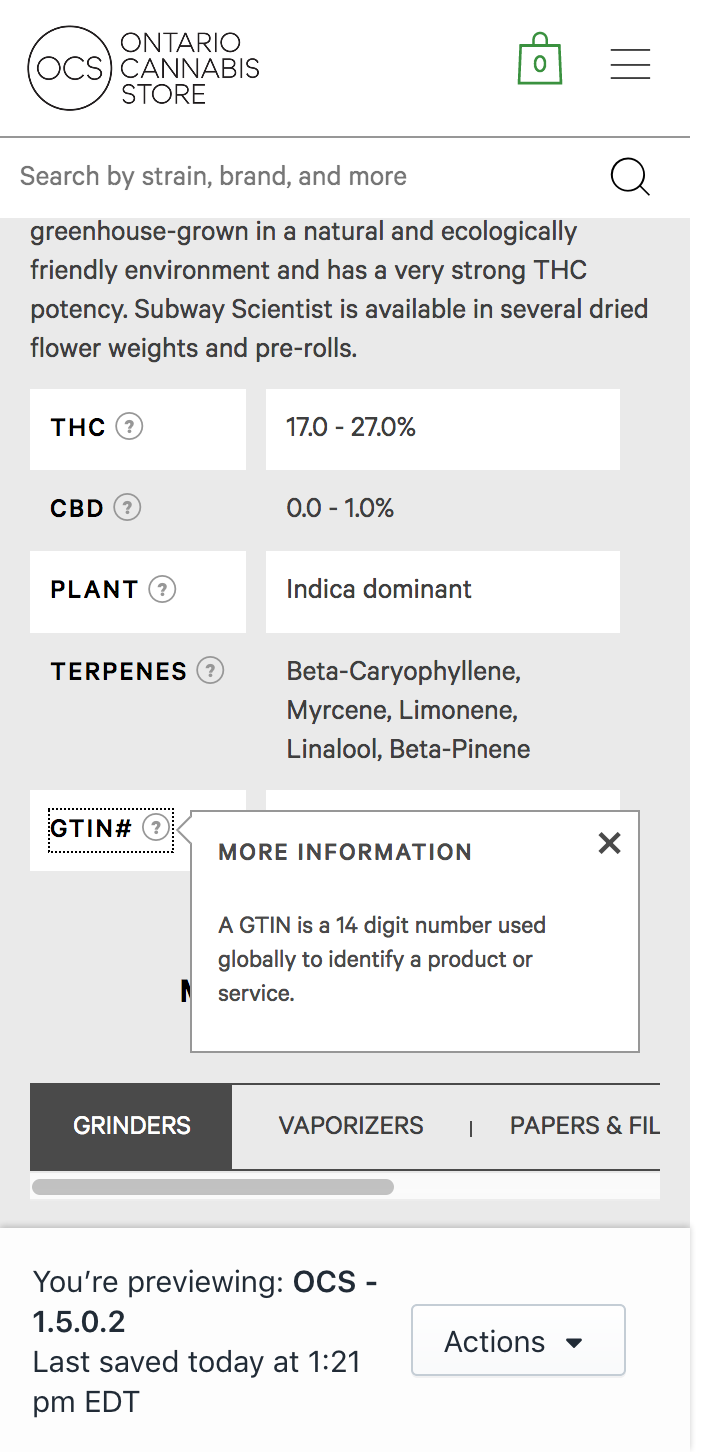 OCS
ONTARIO
CANNABIS
STORE
0
Search by strain, brand, and more
greenhouse-grown in a natural and ecologically
friendly environment and has a very strong THC
potency. Subway Scientist is available in several dried
flower weights and pre-rolls.
THC ? 17.0 - 27.0%
CBD ? 0.0 - 1.0%
PLANT ? Indica dominant
TERPENES ? Beta-Caryophyllene,
Myrcene, Limonene,
Linalool, Beta-Pinene
GTIN# ?
MORE INFORMATION
A GTIN is a 14 digit number used
globally to identify a product or
service.
GRINDERS VAPORIZERS | PAPERS & FIL
You’re previewing: OCS -
1.5.0.2
Last saved today at 1:21
pm EDT
Actions